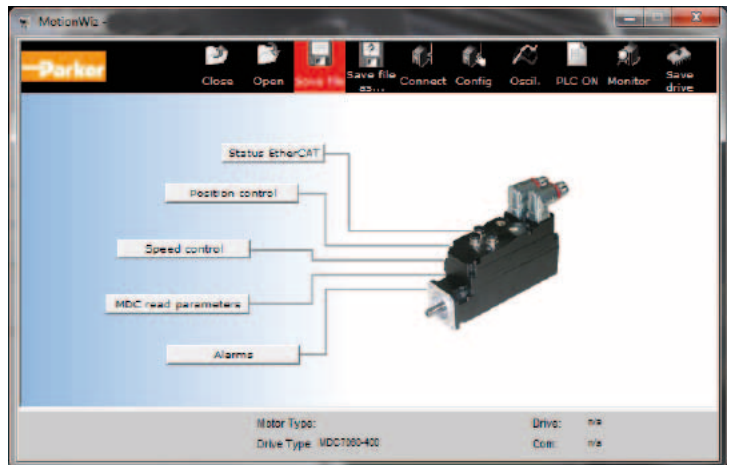 MotionWiz -
Parker
Close
Open
Save file
Save file as...
Connect
Config
Oscil.
PLC ON
Monitor
Save drive
Status EtherCAT
Position control
Speed control
MDC read parameters
Alarms
Motor Type:
Drive: n/a
Drive Type: MDC7060-400
Com: n/a